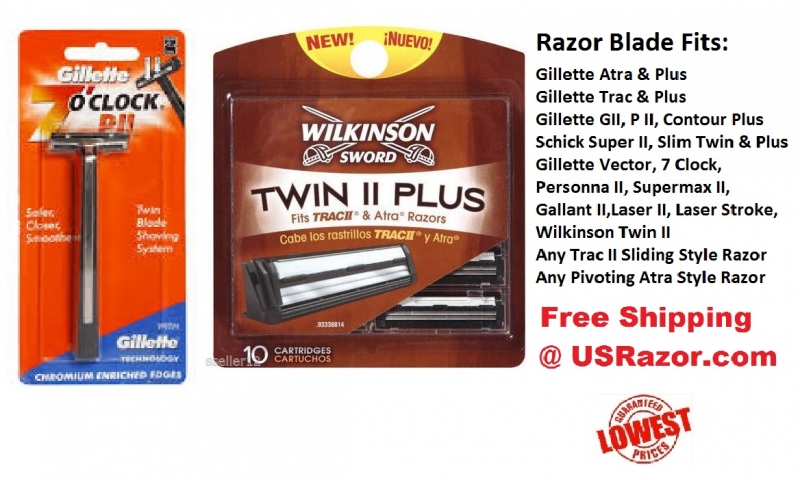 Gillette
7 O'CLOCK
P II
Safer,
Closer,
Smoother
Twin
Blade
Shaving
System
WITH
Gillette
TECHNOLOGY
CHROMIUM ENRICHED EDGES
NEW! ¡NUEVO!
WILKINSON
SWORD
TWIN II PLUS
Fits TRACII® & Atra® Razors
Cabe los rastrillos TRACII® y Atra®
.93338814
sseller12
10 CARTRIDGES
CARTUCHOS
Razor Blade Fits:
Gillette Atra & Plus
Gillette Trac & Plus
Gillette GII, P II, Contour Plus
Schick Super II, Slim Twin & Plus
Gillette Vector, 7 Clock,
Personna II, Supermax II,
Gallant II,Laser II, Laser Stroke,
Wilkinson Twin II
Any Trac II Sliding Style Razor
Any Pivoting Atra Style Razor
Free Shipping
@ USRazor.com
GUARANTEED
LOWEST
PRICES